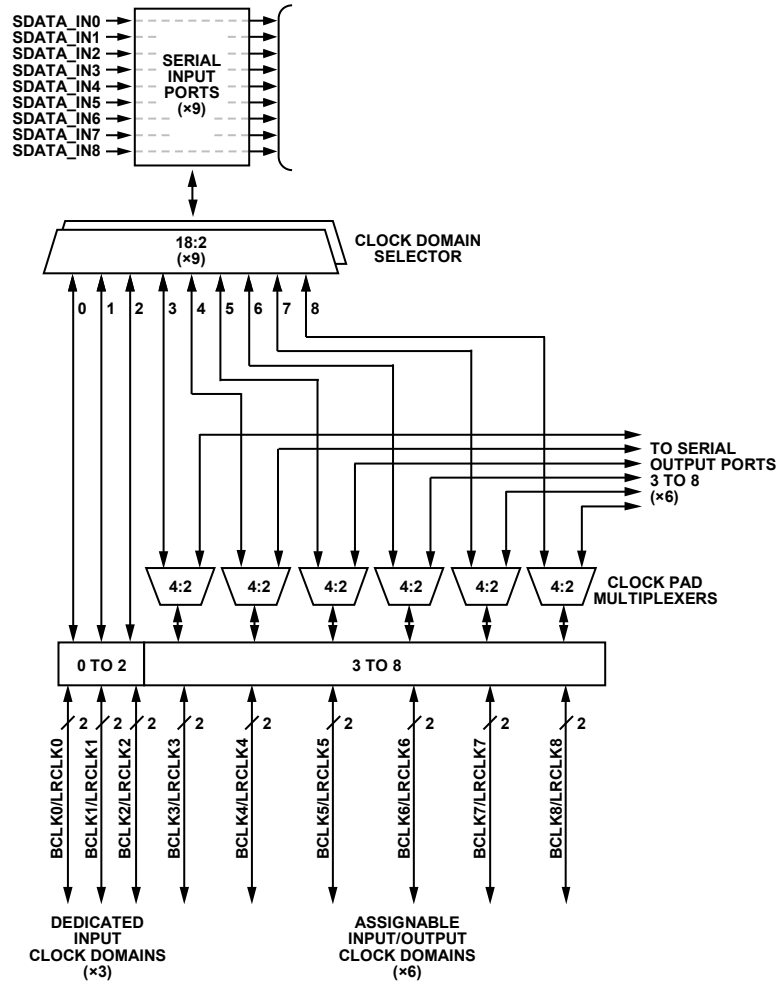 SDATA_IN0
SDATA_IN1
SDATA_IN2
SDATA_IN3
SDATA_IN4
SDATA_IN5
SDATA_IN6
SDATA_IN7
SDATA_IN8
SERIAL
INPUT
PORTS
(×9)
18:2
(×9)
CLOCK DOMAIN
SELECTOR
0 1 2 3 4 5 6 7 8
TO SERIAL
OUTPUT PORTS
3 TO 8
(×6)
4:2 4:2 4:2 4:2 4:2 4:2
CLOCK PAD
MULTIPLEXERS
0 TO 2
3 TO 8
2 2 2 2 2 2 2 2 2
BCLK0/LRCLK0
BCLK1/LRCLK1
BCLK2/LRCLK2
BCLK3/LRCLK3
BCLK4/LRCLK4
BCLK5/LRCLK5
BCLK6/LRCLK6
BCLK7/LRCLK7
BCLK8/LRCLK8
DEDICATED
INPUT
CLOCK DOMAINS
(×3)
ASSIGNABLE
INPUT/OUTPUT
CLOCK DOMAINS
(×6)